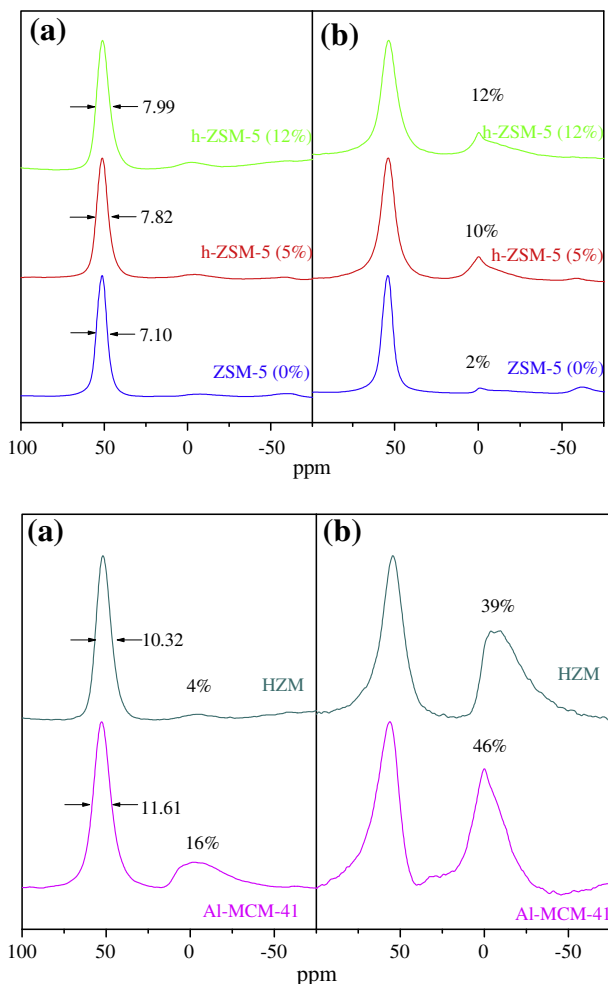 (a)
(b)
7.99
12%
h-ZSM-5 (12%)
h-ZSM-5 (12%)
7.82
10%
h-ZSM-5 (5%)
h-ZSM-5 (5%)
7.10
2%
ZSM-5 (0%)
ZSM-5 (0%)
100 50 0 -50 50 0 -50
ppm ppm
(a)
(b)
10.32
39%
4%
HZM
HZM
11.61
46%
16%
Al-MCM-41
Al-MCM-41
100 50 0 -50 50 0 -50
ppm ppm